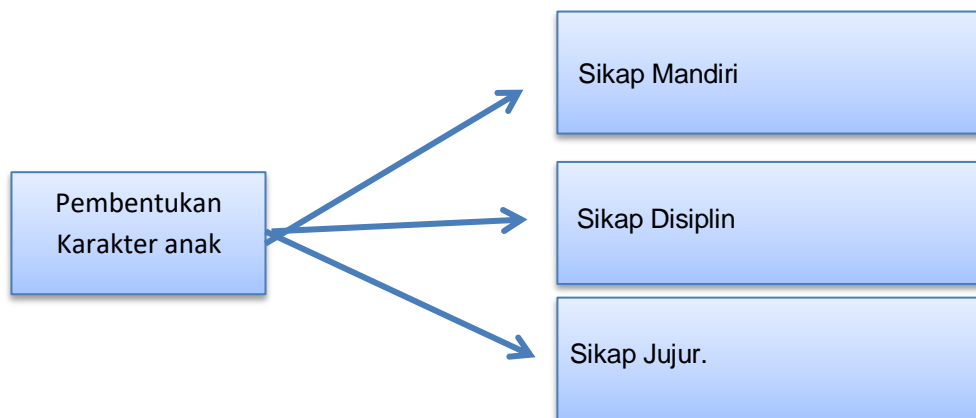 Pembentukan
Karakter anak
Sikap Mandiri
Sikap Disiplin
Sikap Jujur.